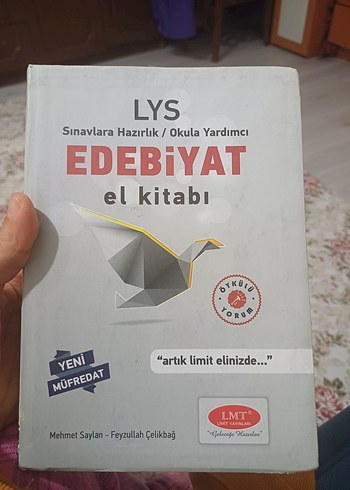 LYS
Sınavlara Hazırlık / Okula Yardımcı
EDEBİYAT
el kitabı
ÖYKÜLÜ
YORUM
YENİ
MÜFREDAT
“artık limit elinizde...”
LMT®
LİMİT YAYINLARI
“Geleceğe Hazırlar”
Mehmet Saylan - Feyzullah Çelikbağ